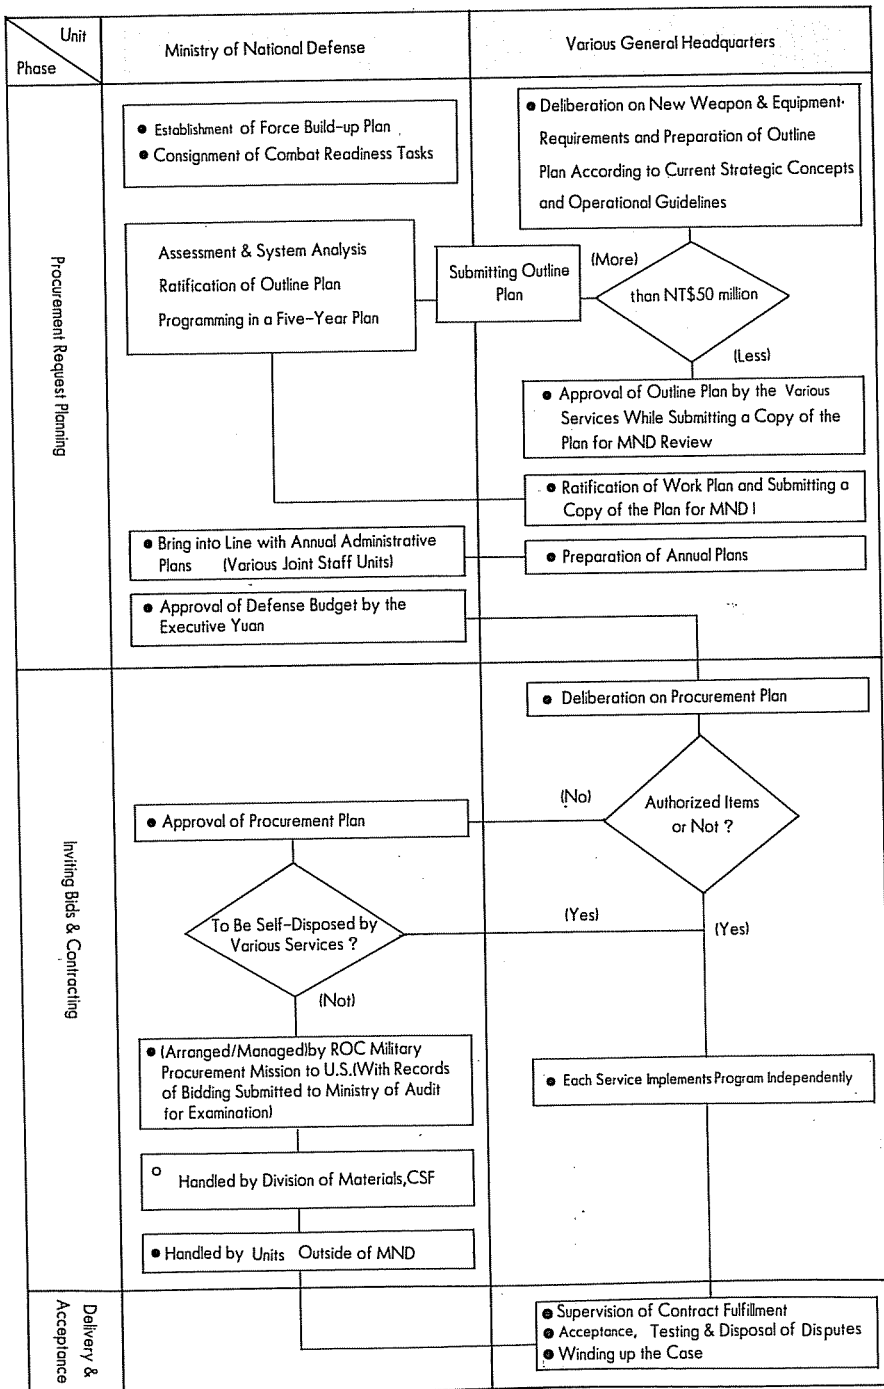 Unit
Phase
Ministry of National Defense
Various General Headquarters
Procurement Request Planning
● Establishment of Force Build-up Plan
● Consignment of Combat Readiness Tasks
● Deliberation on New Weapon & Equipment
Requirements and Preparation of Outline
Plan According to Current Strategic Concepts
and Operational Guidelines
Assessment & System Analysis
Ratification of Outline Plan
Programming in a Five-Year Plan
Submitting Outline
Plan
(More)
than NT$50 million
(Less)
● Approval of Outline Plan by the Various
Services While Submitting a Copy of the
Plan for MND Review
● Ratification of Work Plan and Submitting a
Copy of the Plan for MND I
● Bring into Line with Annual Administrative
Plans (Various Joint Staff Units)
● Preparation of Annual Plans
● Approval of Defense Budget by the
Executive Yuan
Inviting Bids & Contracting
● Deliberation on Procurement Plan
(No)
Authorized Items
or Not ?
● Approval of Procurement Plan
To Be Self-Disposed by
Various Services ?
(Yes)
(Yes)
(Not)
● (Arranged/Managed)by ROC Military
Procurement Mission to U.S.(With Records
of Bidding Submitted to Ministry of Audit
for Examination)
● Each Service Implements Program Independently
○ Handled by Division of Materials,CSF
● Handled by Units Outside of MND
Delivery &
Acceptance
● Supervision of Contract Fulfillment
● Acceptance, Testing & Disposal of Disputes
● Winding up the Case